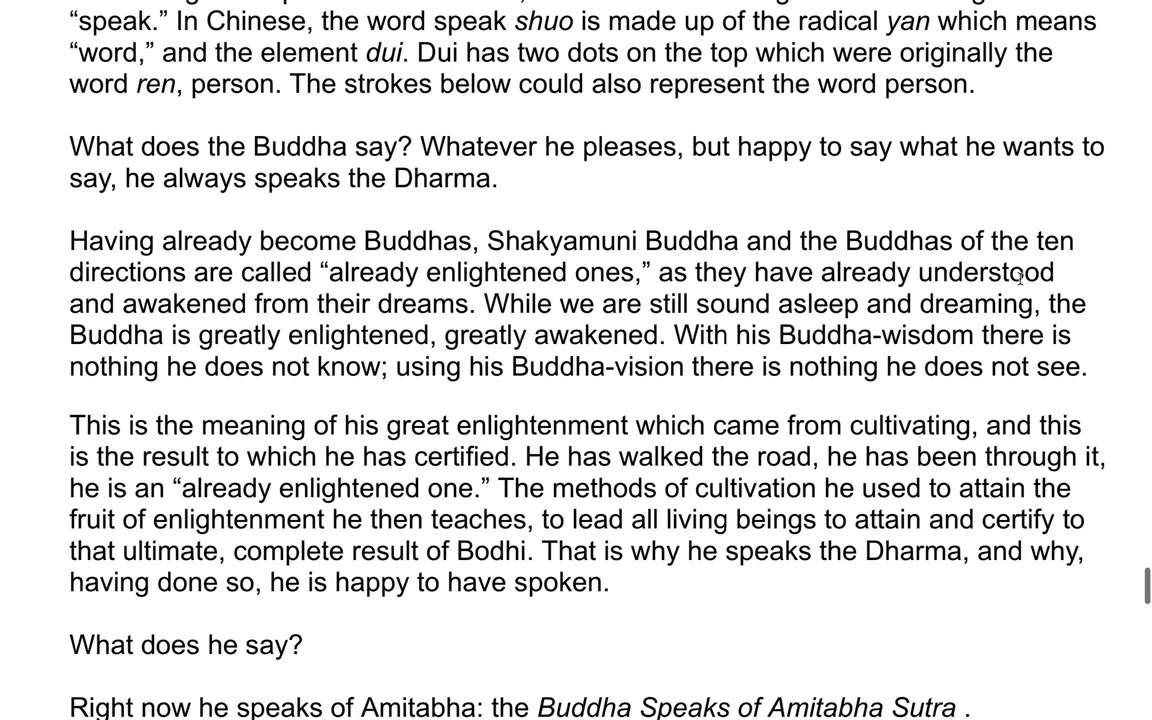 “speak.” In Chinese, the word speak shuo is made up of the radical yan which means
“word,” and the element dui. Dui has two dots on the top which were originally the
word ren, person. The strokes below could also represent the word person.
What does the Buddha say? Whatever he pleases, but happy to say what he wants to
say, he always speaks the Dharma.
Having already become Buddhas, Shakyamuni Buddha and the Buddhas of the ten
directions are called “already enlightened ones,” as they have already understood
and awakened from their dreams. While we are still sound asleep and dreaming, the
Buddha is greatly enlightened, greatly awakened. With his Buddha-wisdom there is
nothing he does not know; using his Buddha-vision there is nothing he does not see.
This is the meaning of his great enlightenment which came from cultivating, and this
is the result to which he has certified. He has walked the road, he has been through it,
he is an “already enlightened one.” The methods of cultivation he used to attain the
fruit of enlightenment he then teaches, to lead all living beings to attain and certify to
that ultimate, complete result of Bodhi. That is why he speaks the Dharma, and why,
having done so, he is happy to have spoken.
What does he say?
Right now he speaks of Amitabha: the Buddha Speaks of Amitabha Sutra .